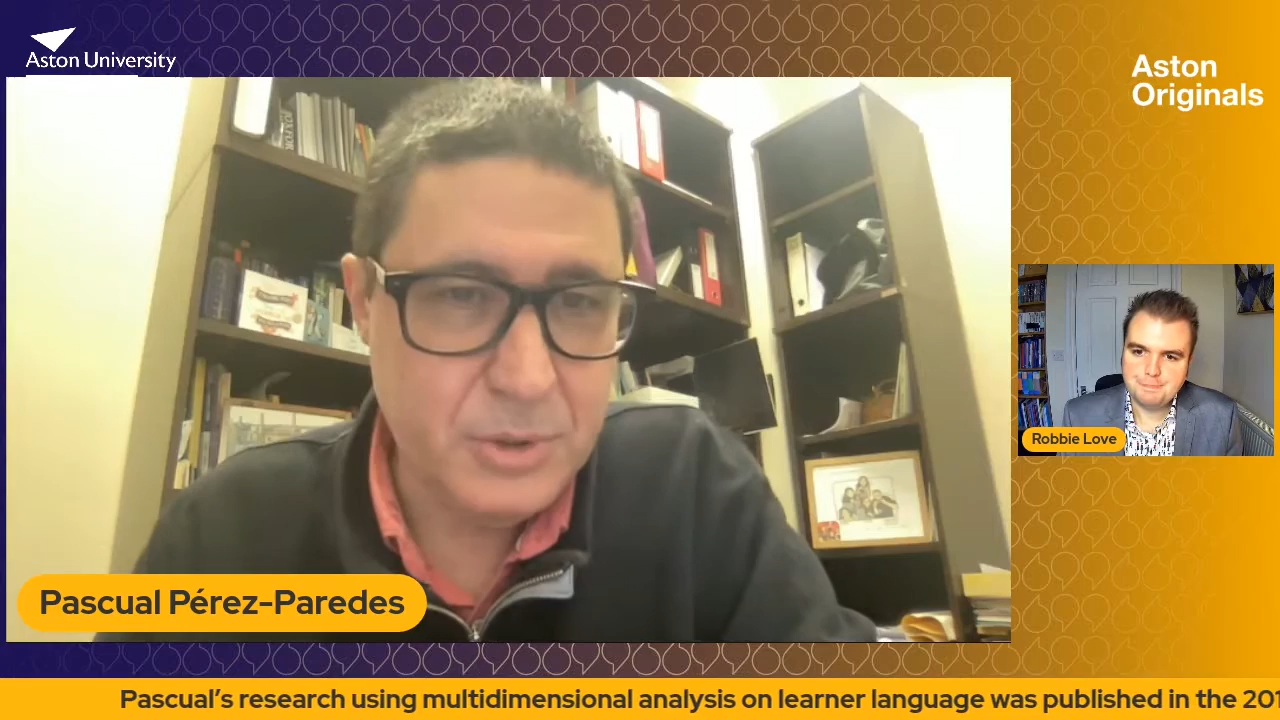 Aston University
Aston
Originals
Robbie Love
Pascual Pérez-Paredes
Pascual's research using multidimensional analysis on learner language was published in the 201